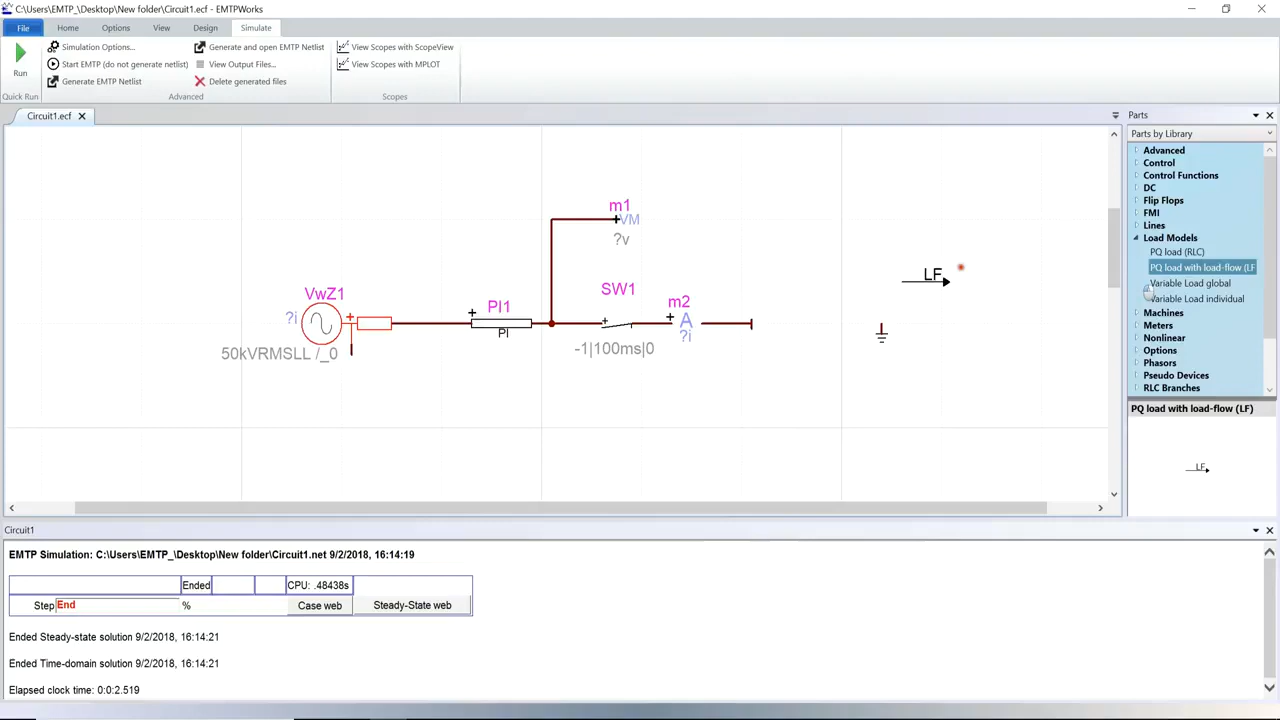 C:\Users\EMTP_\Desktop\New folder\Circuit1.ecf - EMTPWorks
File Home Options View Design Simulate
Run
Simulation Options...
Start EMTP (do not generate netlist)
Generate EMTP Netlist
Generate and open EMTP Netlist
View Output Files...
Delete generated files
View Scopes with ScopeView
View Scopes with MPLOT
Quick Run Advanced Scopes
Circuit1.ecf
m1
+VM
?v
VwZ1
?i
+
50kVRMSLL /_0
+
PI1
PI
SW1
+
-1|100ms|0
m2
+
A
?i
LF
Parts
Parts by Library
Advanced
Control
Control Functions
DC
Flip Flops
FMI
Lines
Load Models
PQ load (RLC)
PQ load with load-flow (LF
Variable Load global
Variable Load individual
Machines
Meters
Nonlinear
Options
Phasors
Pseudo Devices
RLC Branches
PQ load with load-flow (LF)
LF
Circuit1
EMTP Simulation: C:\Users\EMTP_\Desktop\New folder\Circuit1.net 9/2/2018, 16:14:19
Ended CPU: .48438s
Step End % Case web Steady-State web
Ended Steady-state solution 9/2/2018, 16:14:21
Ended Time-domain solution 9/2/2018, 16:14:21
Elapsed clock time: 0:0:2.519